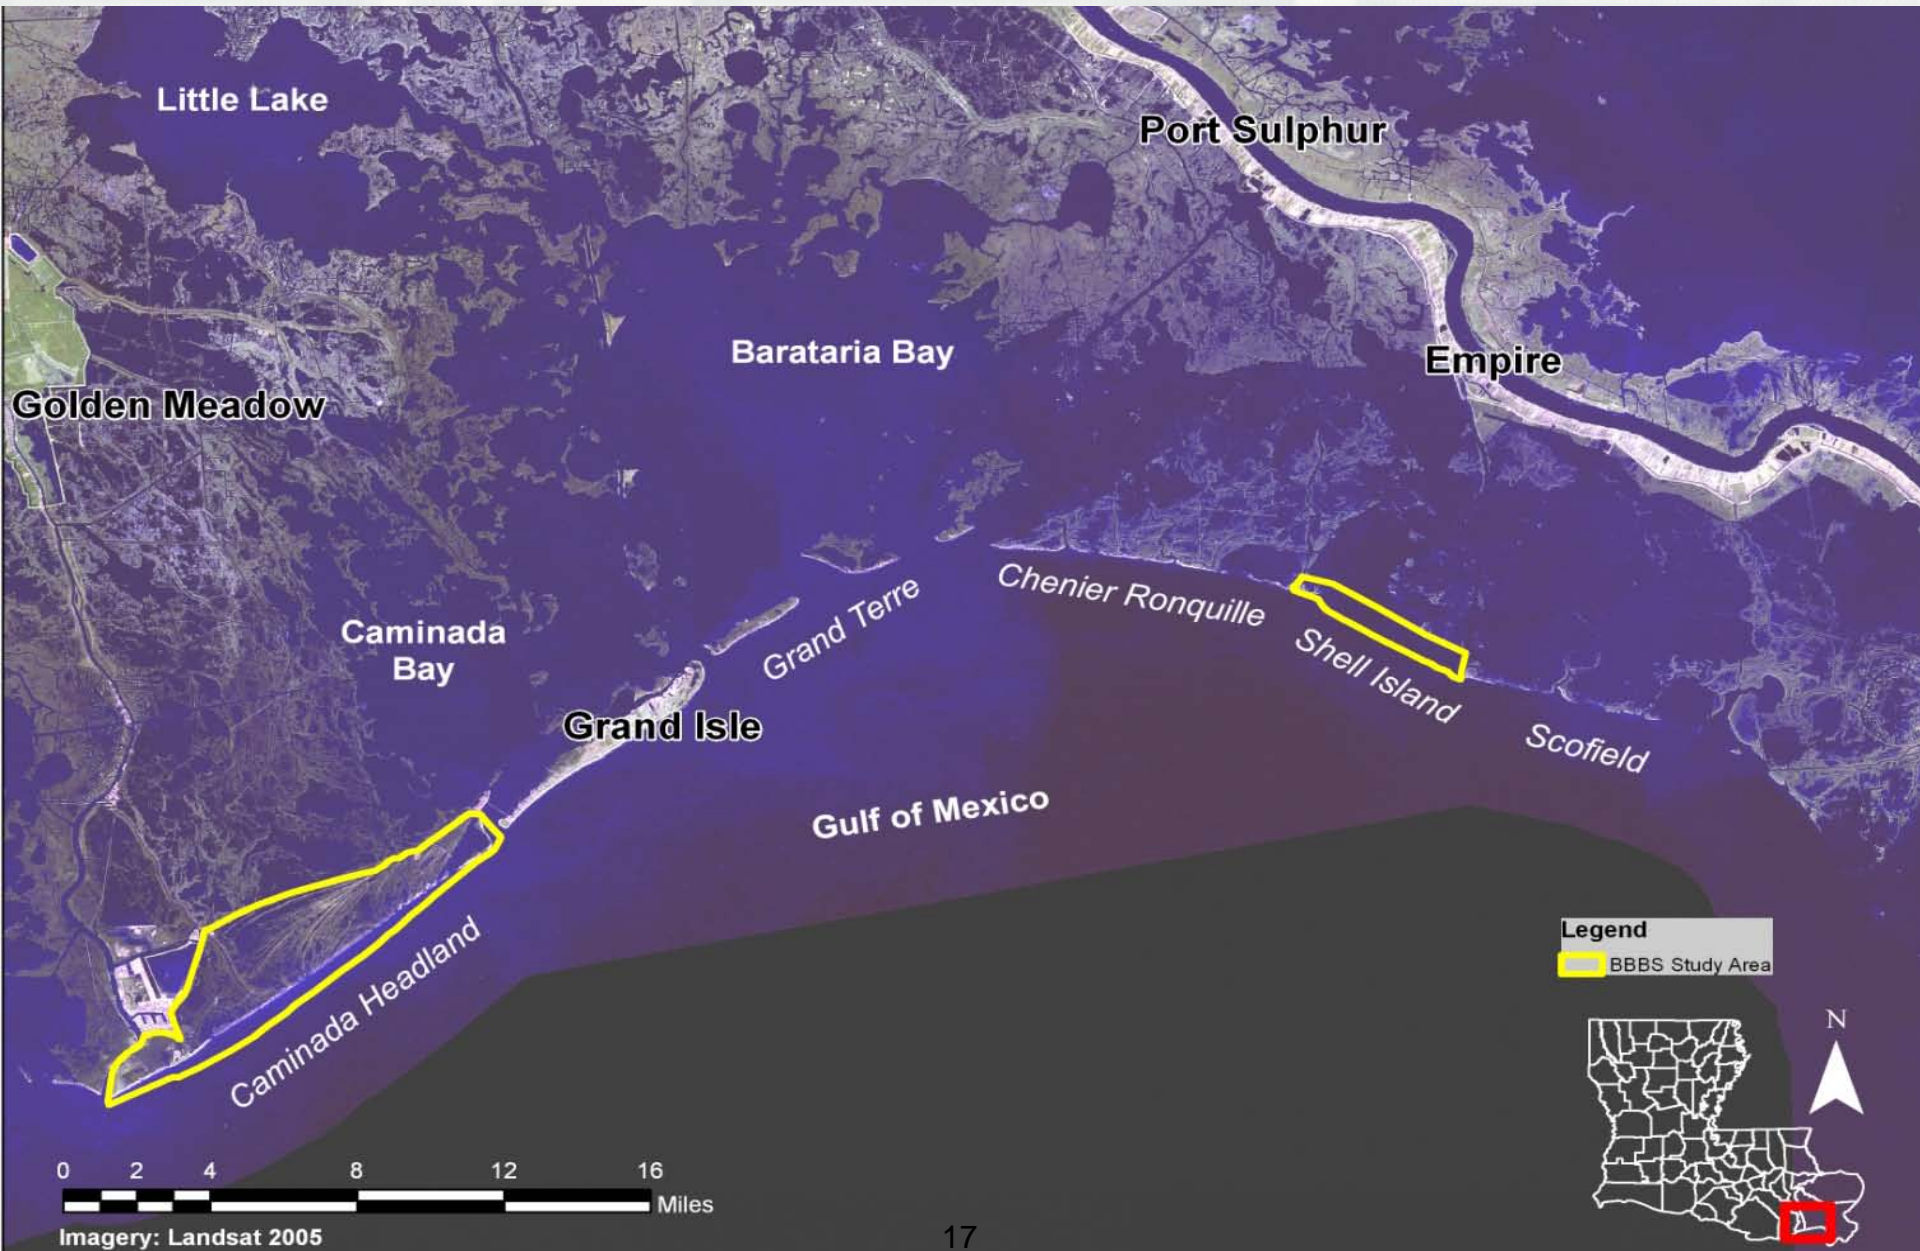 Little Lake
Port Sulphur
Barataria Bay
Empire
Golden Meadow
Chenier Ronquille
Grand Terre
Caminada
Bay
Shell Island
Grand Isle
Scofield
Gulf of Mexico
Caminada Headland
Legend
BBBS Study Area
N
0 2 4 8 12 16
Miles
Imagery: Landsat 2005
17